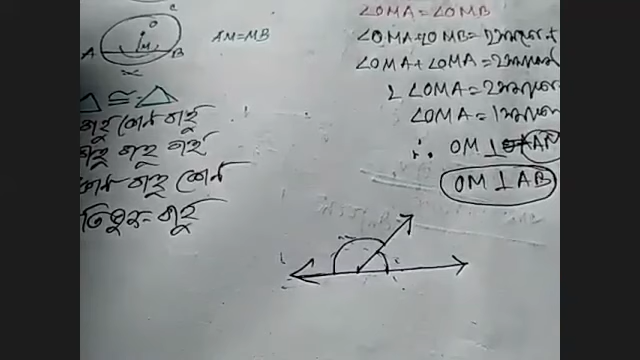 C
O
A M B
AM=MB
△ ≅ △
বাহু কোন বাহু
বাহু বাহু বাহু
কোন বাহু কোন
বাহু
∠OMA = ∠OMB
∠OMA + ∠OMB = 2সমকোণ
∠OMA + ∠OMA = 2সমকোণ
2 ∠OMA = 2সমকোণ
∠OMA = 1সমকোণ
∴ OM ⊥ AM
OM ⊥ AB